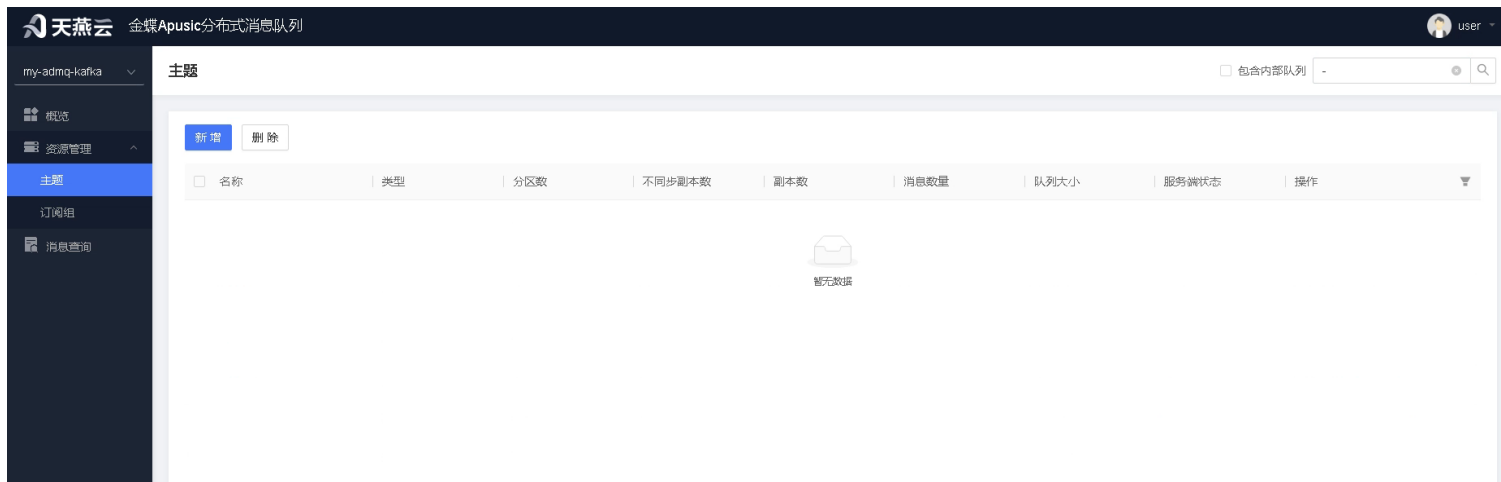 天燕云 金蝶Apusic分布式消息队列 user
my-admq-kafka
主题
包含内部队列 -
概览
资源管理
主题
订阅组
消息查询
新增 删除
名称 类型 分区数 不同步副本数 副本数 消息数量 队列大小 服务端状态 操作
暂无数据